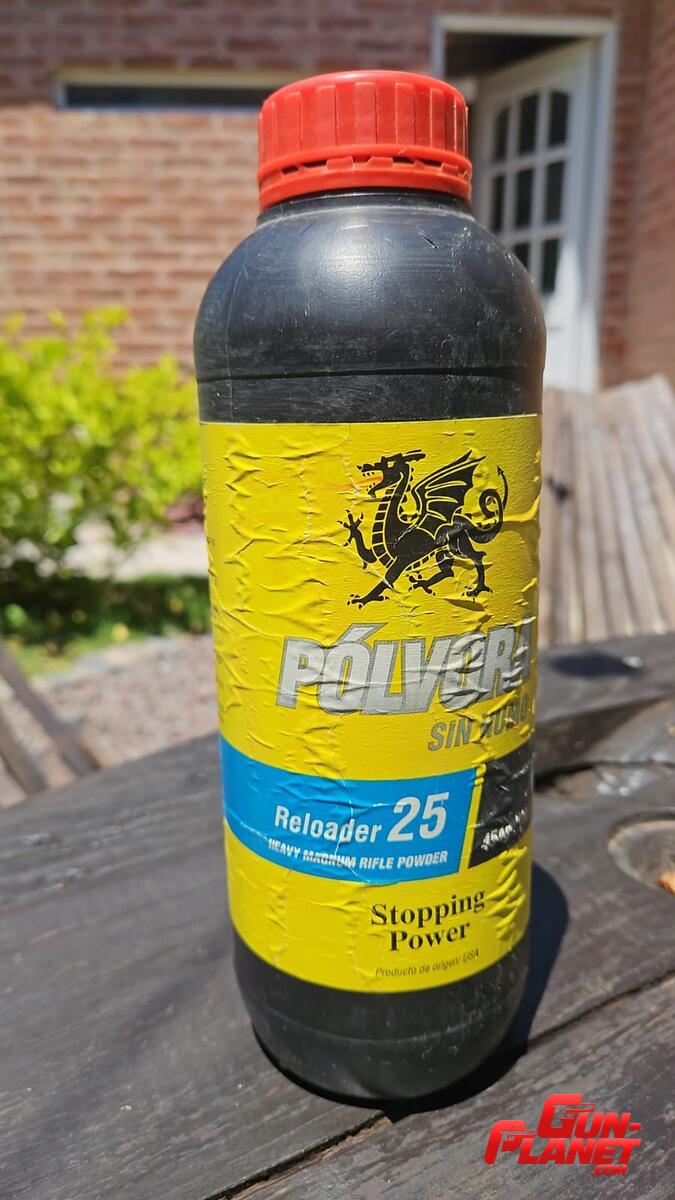 PÓLVORA
SIN HUMO
Reloader 25
HEAVY MAGNUM RIFLE POWDER
Stopping
Power
Producto de origen: USA
GUN-
PLANET
.COM